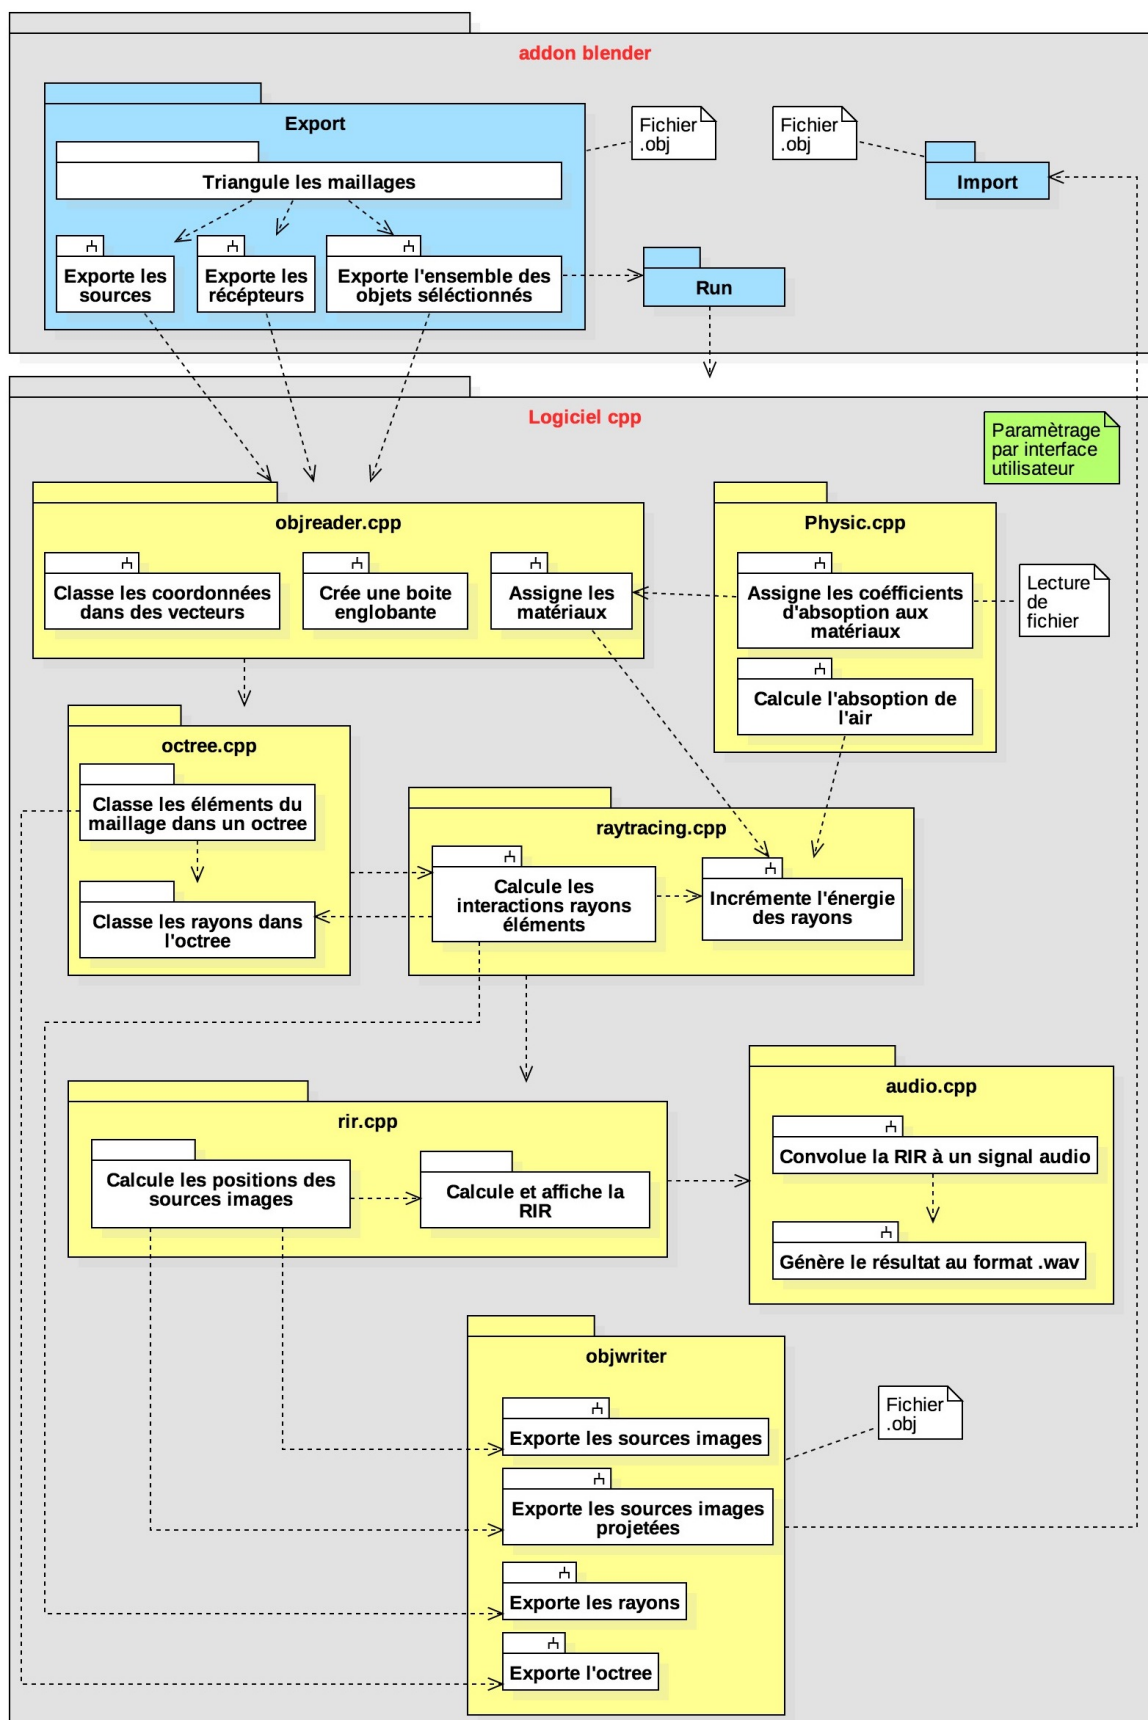 addon blender
Export
Fichier
.obj
Fichier
.obj
Triangule les maillages
Import
Exporte les
sources
Exporte les
récépteurs
Exporte l'ensemble des
objets séléctionnés
Run
Logiciel cpp
Paramètrage
par interface
utilisateur
objreader.cpp
Physic.cpp
Classe les coordonnées
dans des vecteurs
Crée une boite
englobante
Assigne les
matériaux
Assigne les coéfficients
d'absoption aux
matériaux
Lecture
de
fichier
Calcule l'absoption de
l'air
octree.cpp
Classe les éléments du
maillage dans un octree
Classe les rayons dans
l'octree
raytracing.cpp
Calcule les
interactions rayons
éléments
Incrémente l'énergie
des rayons
rir.cpp
Calcule les positions des
sources images
Calcule et affiche la
RIR
audio.cpp
Convolue la RIR à un signal audio
Génère le résultat au format .wav
objwriter
Fichier
.obj
Exporte les sources images
Exporte les sources images
projetées
Exporte les rayons
Exporte l'octree